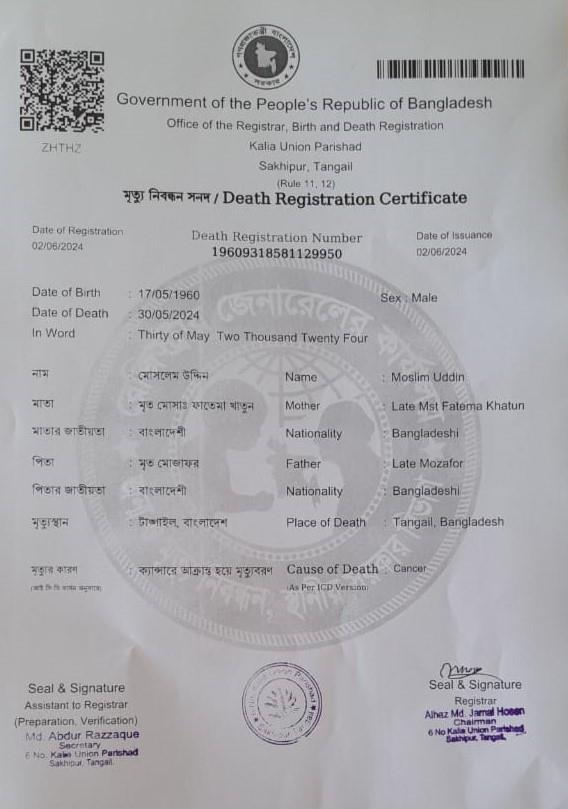 গণপ্রজাতন্ত্রী বাংলাদেশ
সরকার
ZHTHZ
Government of the People's Republic of Bangladesh
Office of the Registrar, Birth and Death Registration
Kalia Union Parishad
Sakhipur, Tangail
(Rule 11, 12)
মৃত্যু নিবন্ধন সনদ / Death Registration Certificate
Date of Registration
02/06/2024
Death Registration Number
19609318581129950
Date of Issuance
02/06/2024
Date of Birth : 17/05/1960 Sex : Male
Date of Death : 30/05/2024
In Word : Thirty of May Two Thousand Twenty Four
নাম : মোসলেম উদ্দিন Name : Moslim Uddin
মাতা : মৃত মোসাঃ ফাতেমা খাতুন Mother : Late Mst Fatema Khatun
মাতার জাতীয়তা : বাংলাদেশী Nationality : Bangladeshi
পিতা : মৃত মোজাফর Father : Late Mozafor
পিতার জাতীয়তা : বাংলাদেশী Nationality : Bangladeshi
মৃত্যুস্থান : টাঙ্গাইল, বাংলাদেশ Place of Death : Tangail, Bangladesh
মৃত্যুর কারণ : ক্যান্সারে আক্রান্ত হয়ে মৃত্যুবরণ Cause of Death : Cancer
(As Per ICD Version)
Seal & Signature
Assistant to Registrar
(Preparation, Verification)
Md. Abdur Razzaque
Secretary
6 No. Kalia Union Parishad
Sakhipur, Tangail.
Seal & Signature
Registrar
Alhaz Md. Jamal Hosen
Chairman
6 No Kalia Union Parishad,
Sakhipur, Tangail.